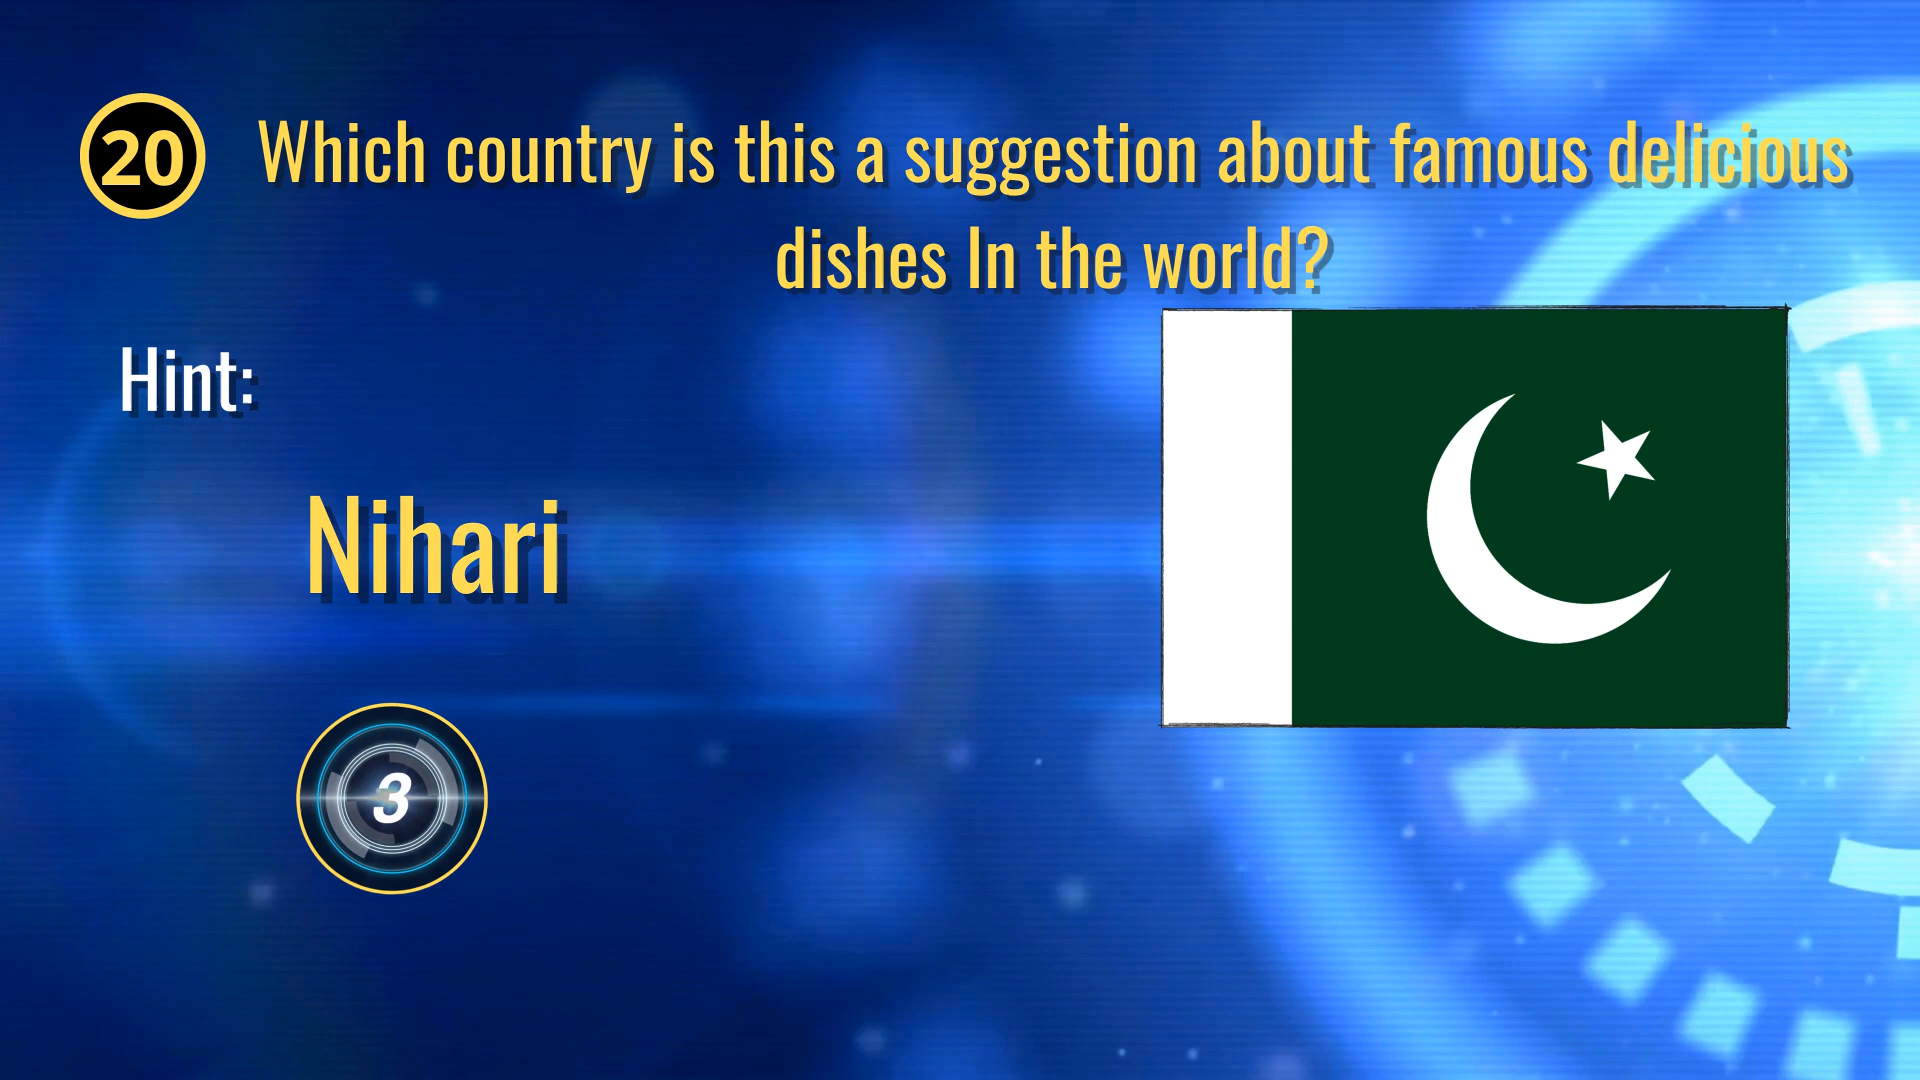 20
Which country is this a suggestion about famous delicious
dishes In the world?
Hint:
Nihari
3